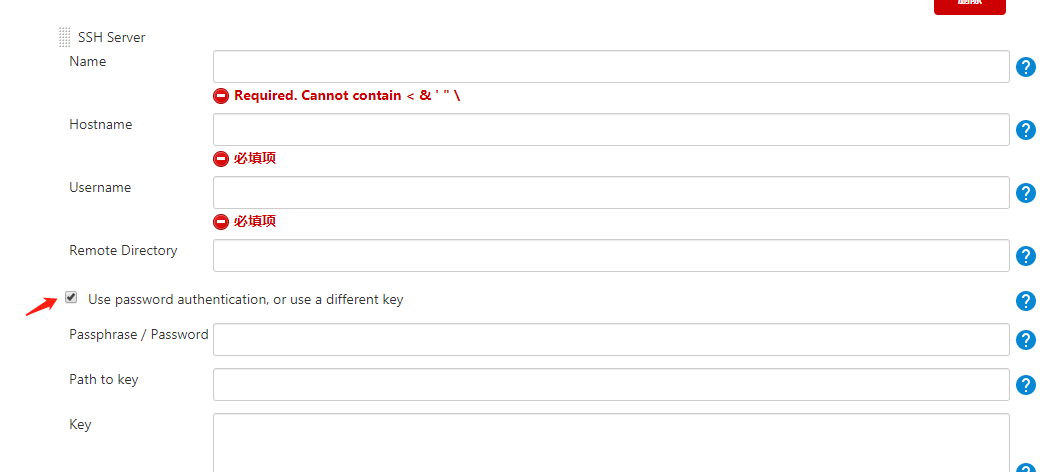 SSH Server
Name
Required. Cannot contain < & ' " \
Hostname
必填项
Username
必填项
Remote Directory
Use password authentication, or use a different key
Passphrase / Password
Path to key
Key